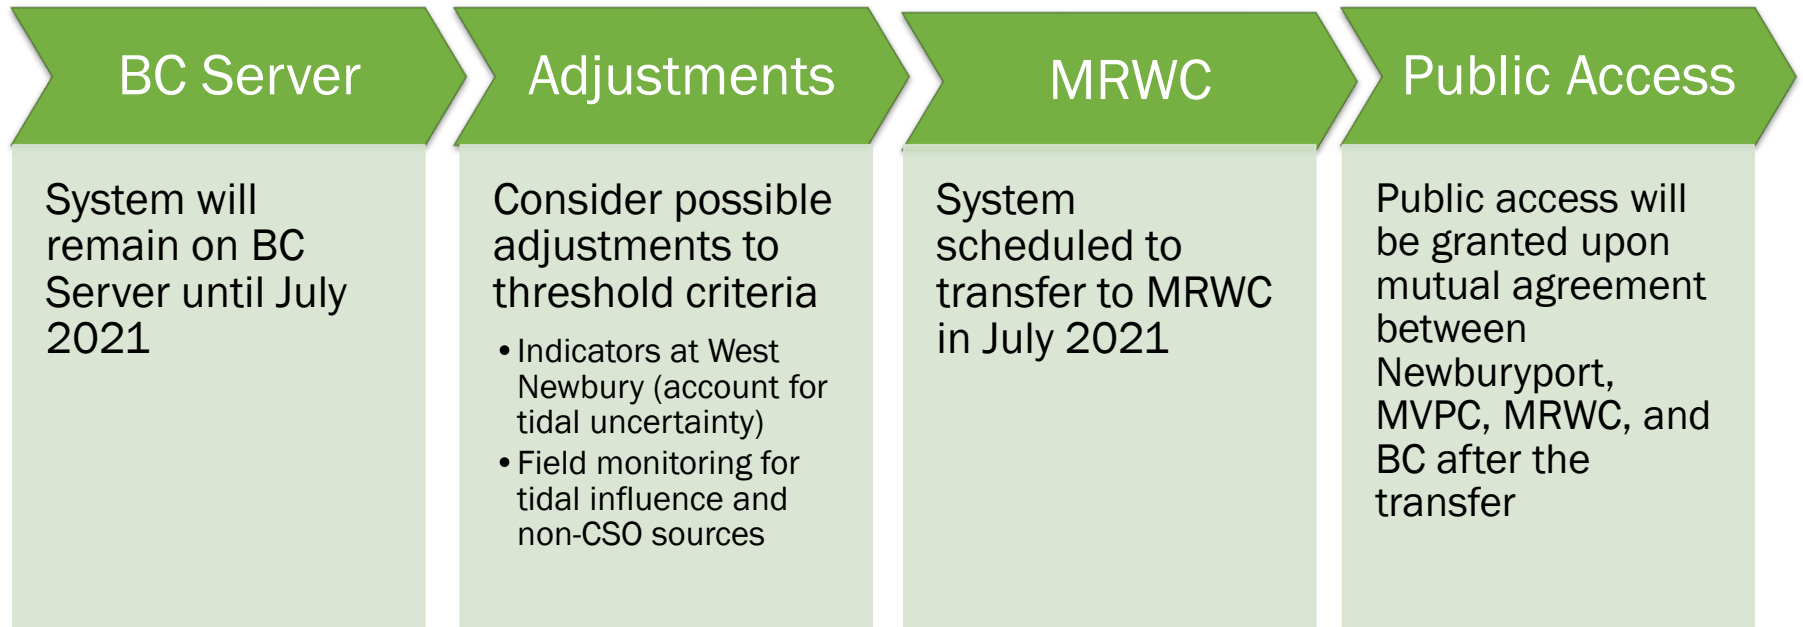 BC Server
System will
remain on BC
Server until July
2021
Adjustments
Consider possible
adjustments to
threshold criteria
• Indicators at West
Newbury (account for
tidal uncertainty)
• Field monitoring for
tidal influence and
non-CSO sources
MRWC
System
scheduled to
transfer to MRWC
in July 2021
Public Access
Public access will
be granted upon
mutual agreement
between
Newburyport,
MVPC, MRWC, and
BC after the
transfer